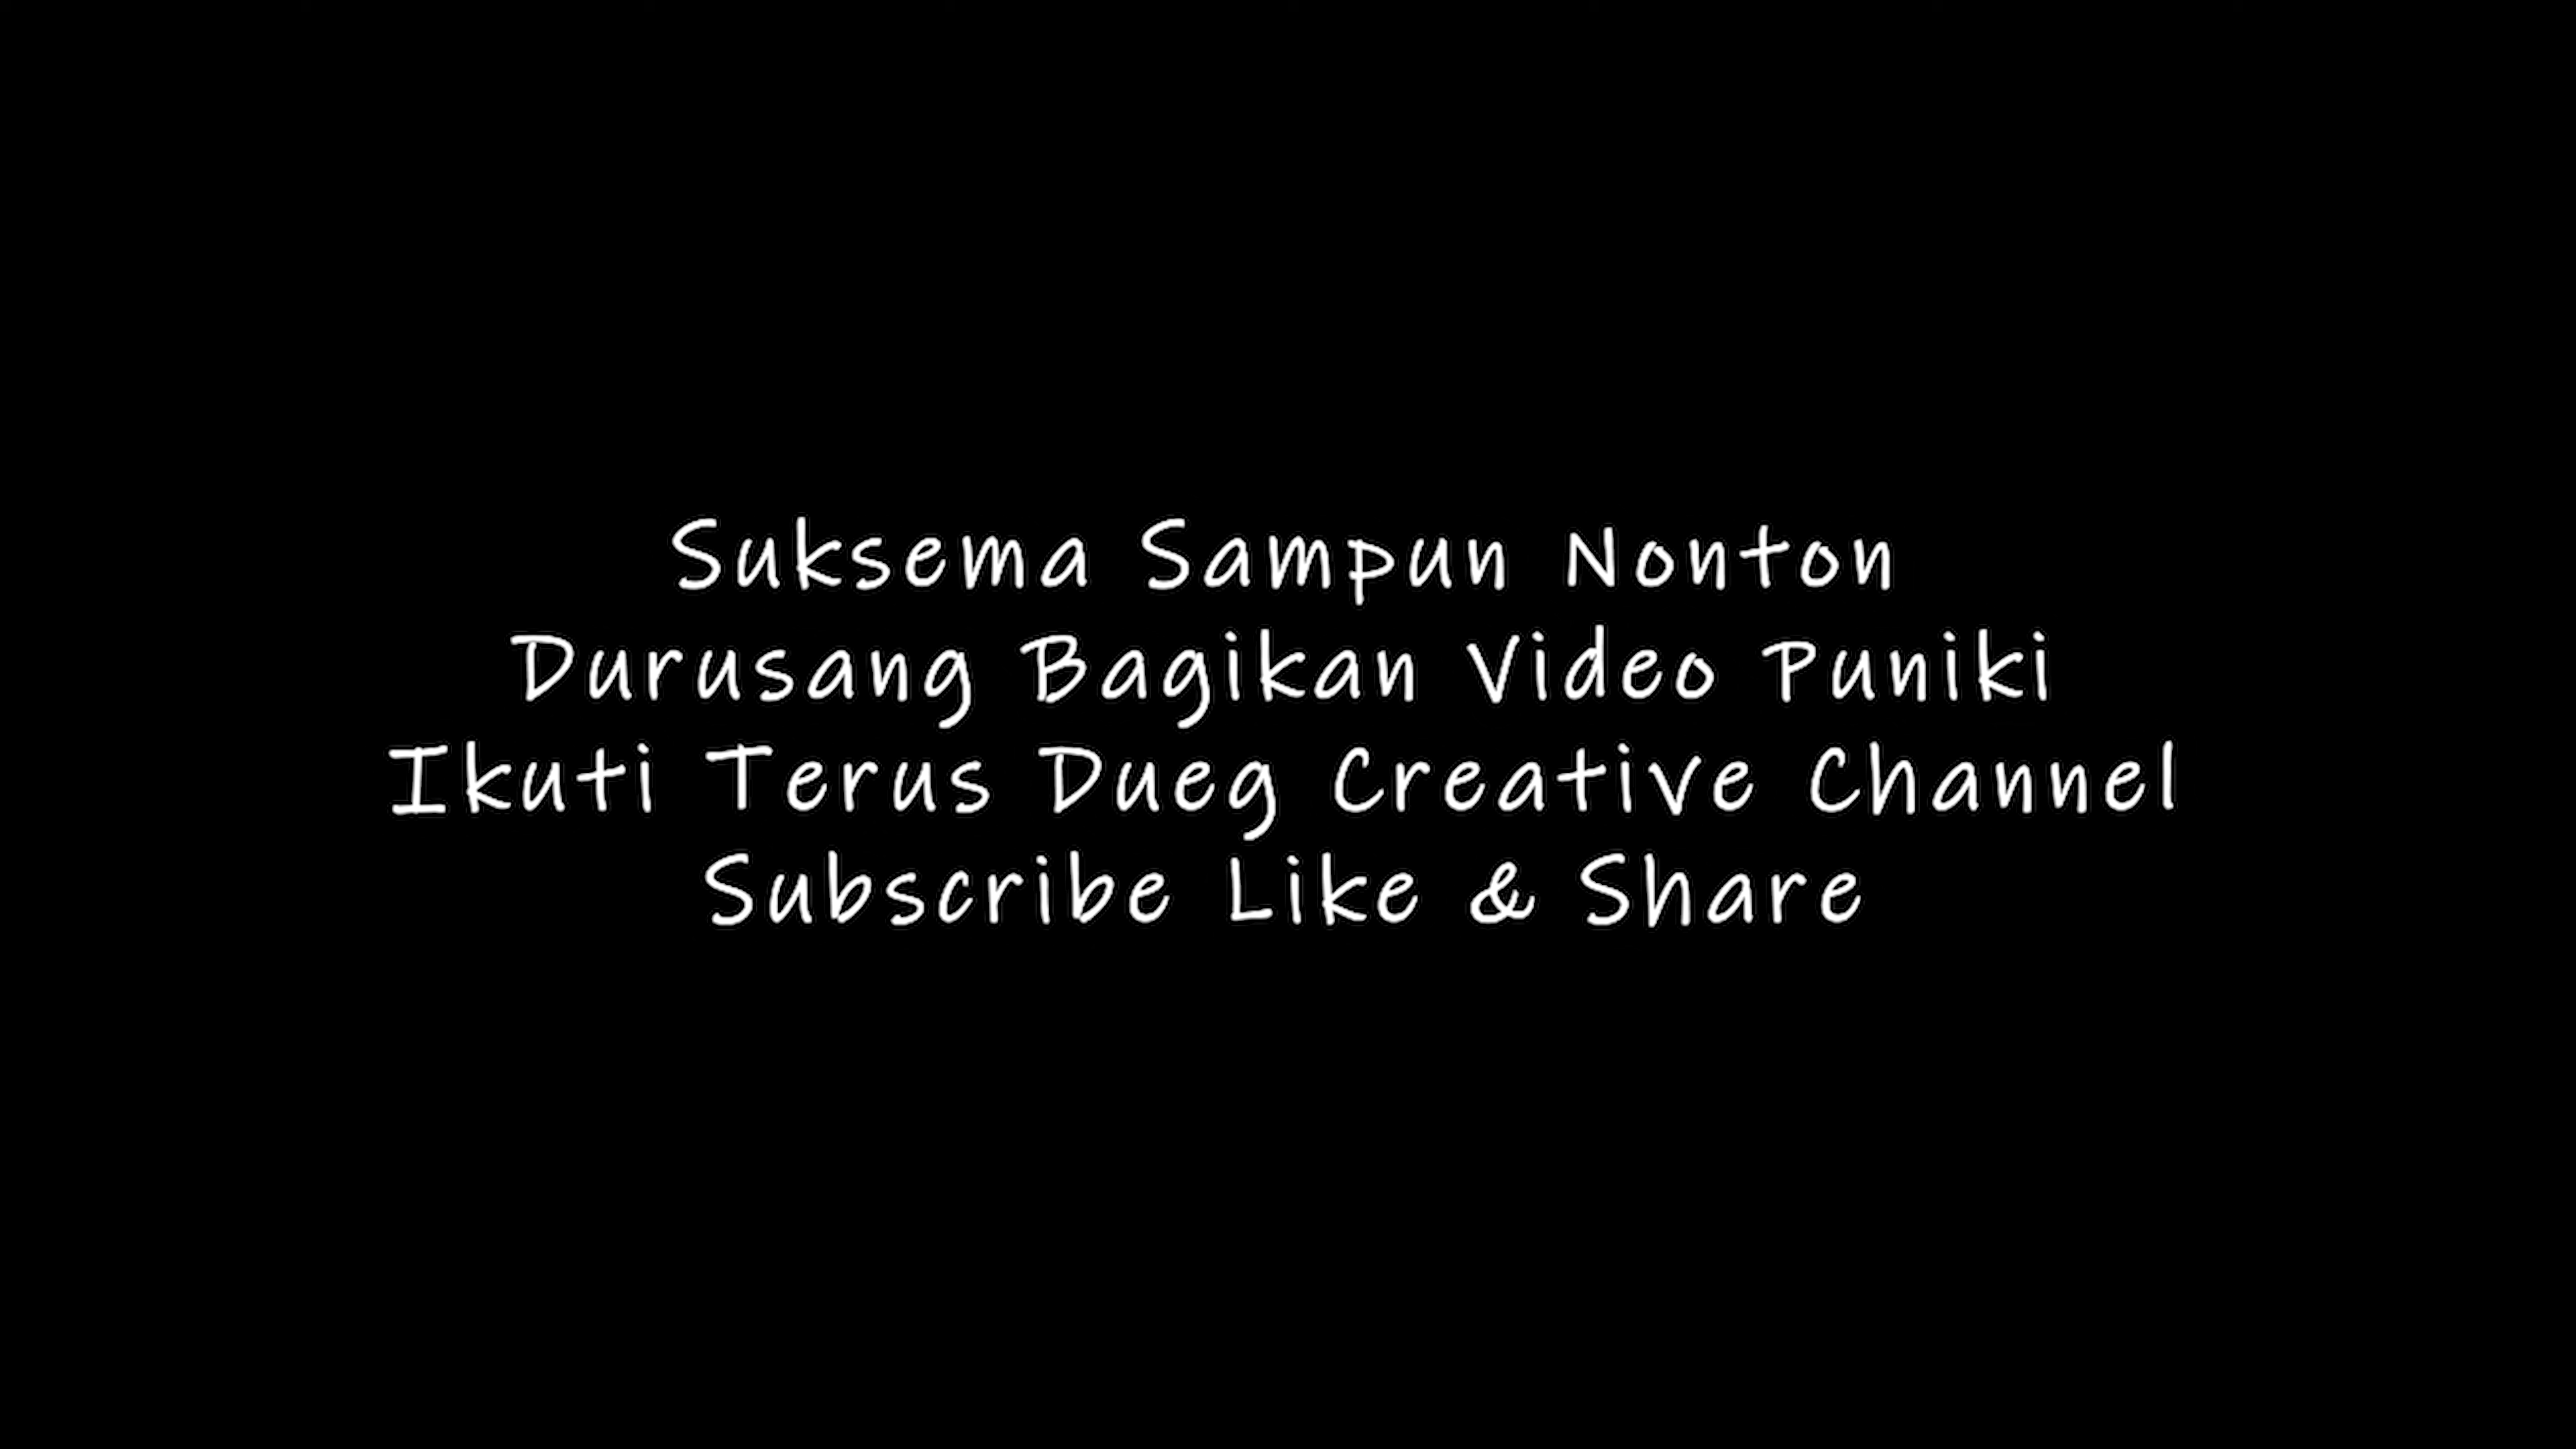 Suksema Sampun Nonton
Durusang Bagikan Video Puniki
Ikuti Terus Dueg Creative Channel
Subscribe Like & Share